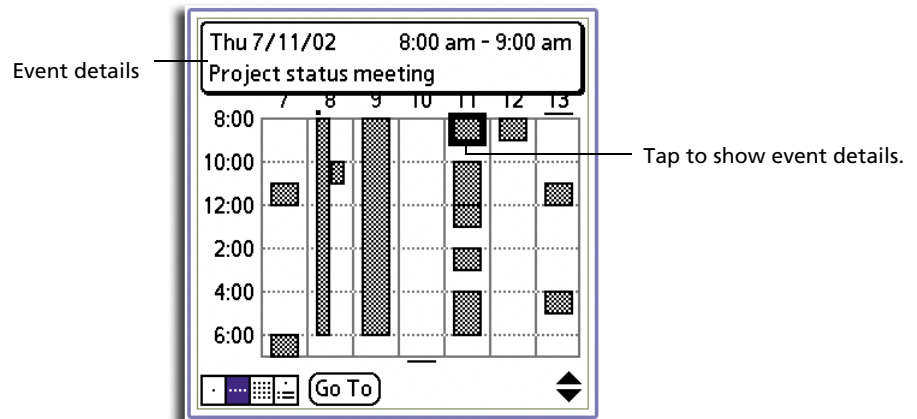 Thu 7/11/02 8:00 am - 9:00 am
Event details
Project status meeting
7 8 9 10 11 12 13
8:00
Tap to show event details.
10:00
12:00
2:00
4:00
6:00
Go To